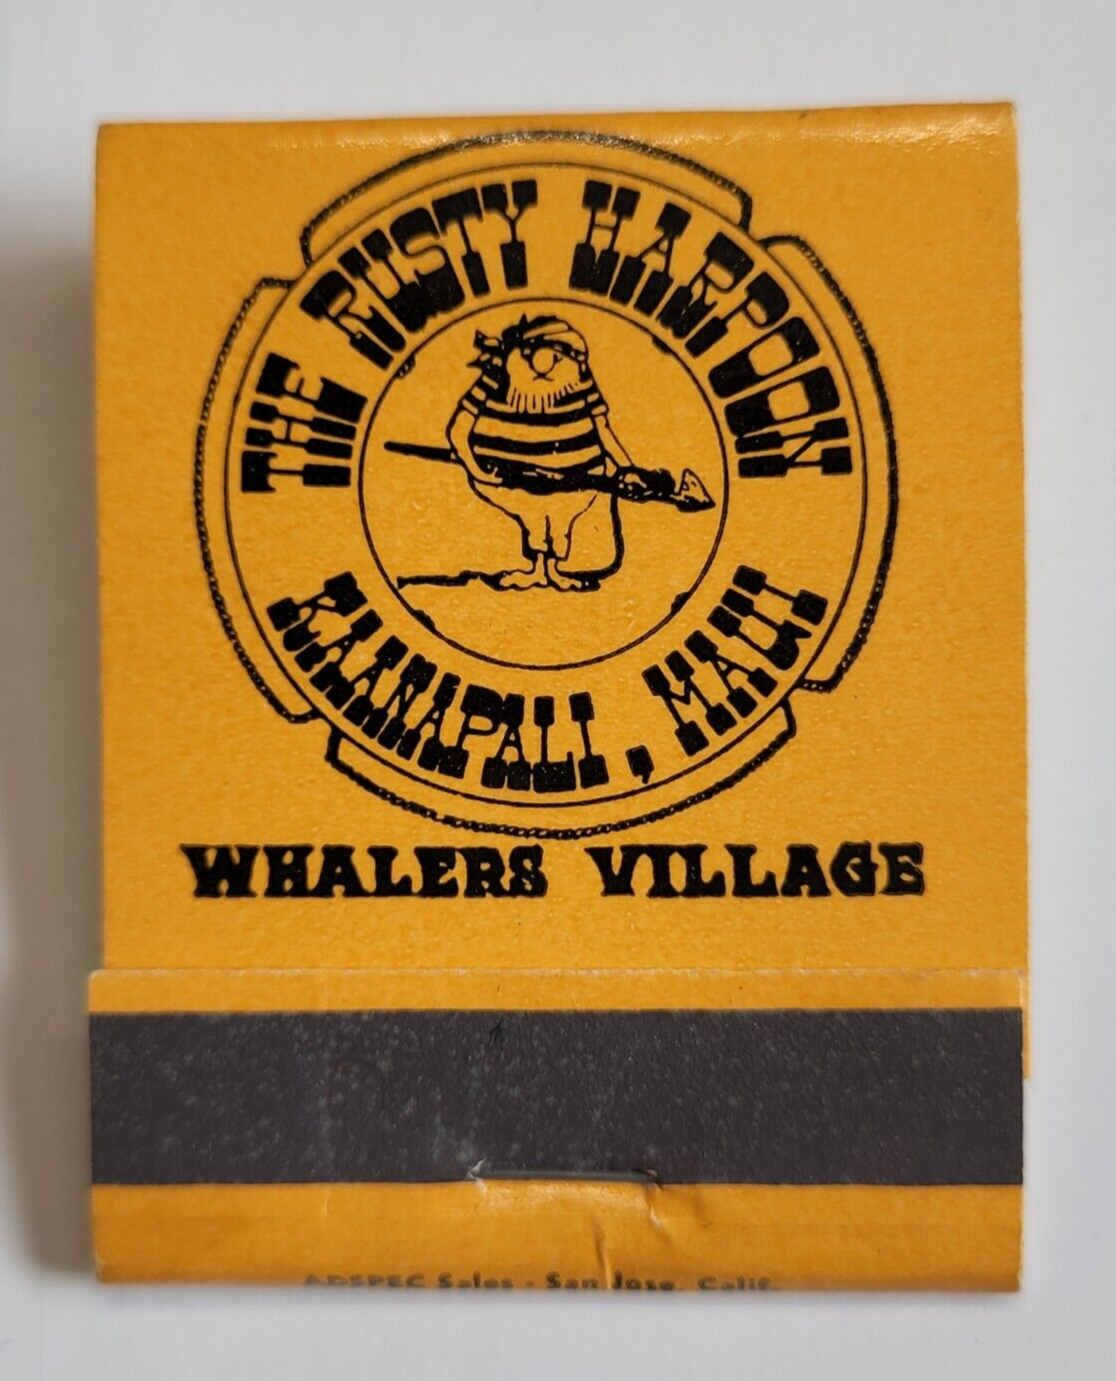 THE RUSTY HARPOON
KAANAPALI, MAUI
WHALERS VILLAGE
ADSPEC Sales - San Jose, Calif.